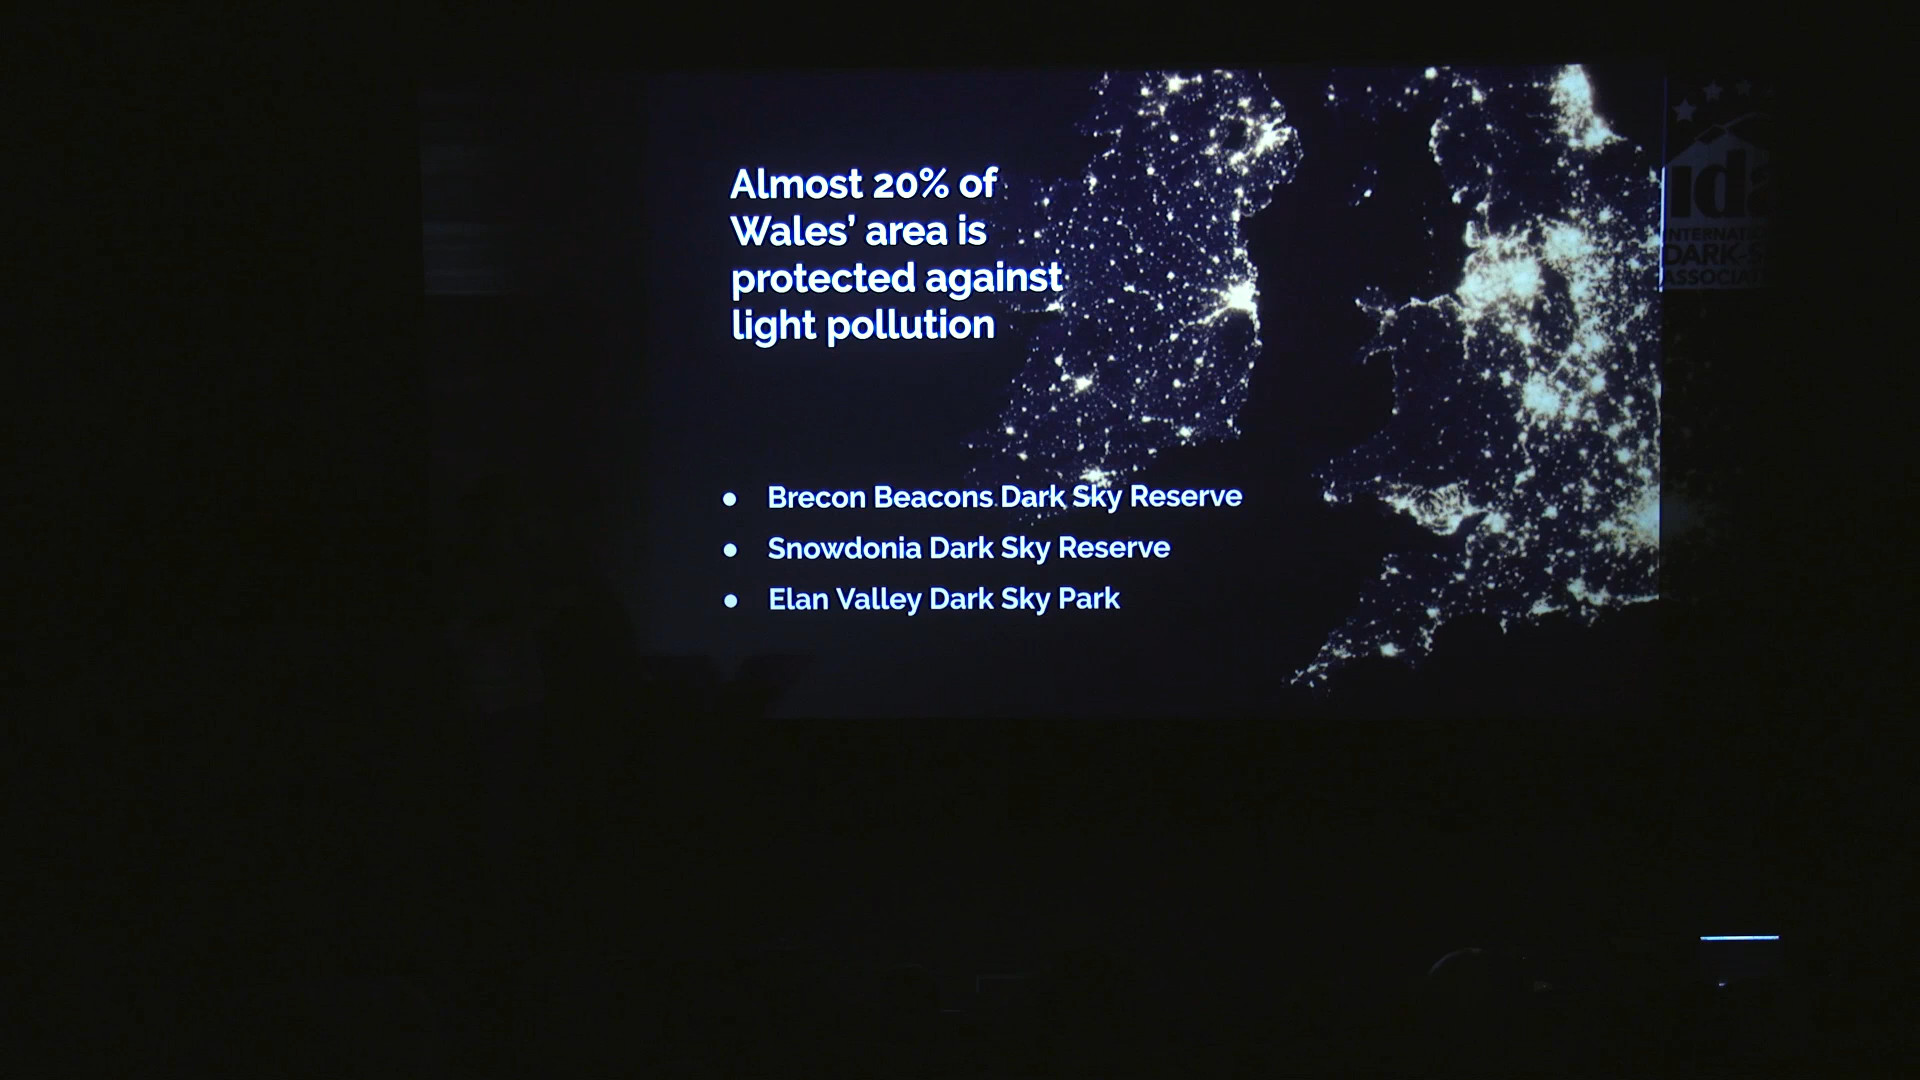 Almost 20% of
Wales’ area is
protected against
light pollution
● Brecon Beacons Dark Sky Reserve
● Snowdonia Dark Sky Reserve
● Elan Valley Dark Sky Park